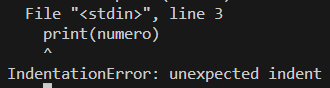 File "<stdin>", line 3
print(numero)
^
IndentationError: unexpected indent